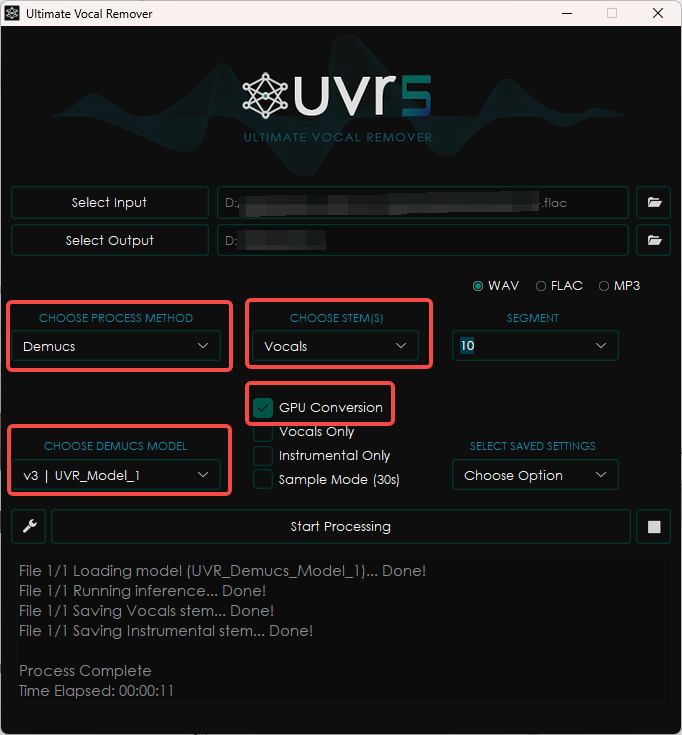 Ultimate Vocal Remover
uvr5
ULTIMATE VOCAL REMOVER
Select Input D:/ .flac
Select Output D:
WAV FLAC MP3
CHOOSE PROCESS METHOD CHOOSE STEM(S) SEGMENT
Demucs Vocals 10
GPU Conversion
Vocals Only
CHOOSE DEMUCS MODEL Instrumental Only SELECT SAVED SETTINGS
v3 | UVR_Model_1 Sample Mode (30s) Choose Option
Start Processing
File 1/1 Loading model (UVR_Demucs_Model_1)... Done!
File 1/1 Running inference... Done!
File 1/1 Saving Vocals stem... Done!
File 1/1 Saving Instrumental stem... Done!
Process Complete
Time Elapsed: 00:00:11